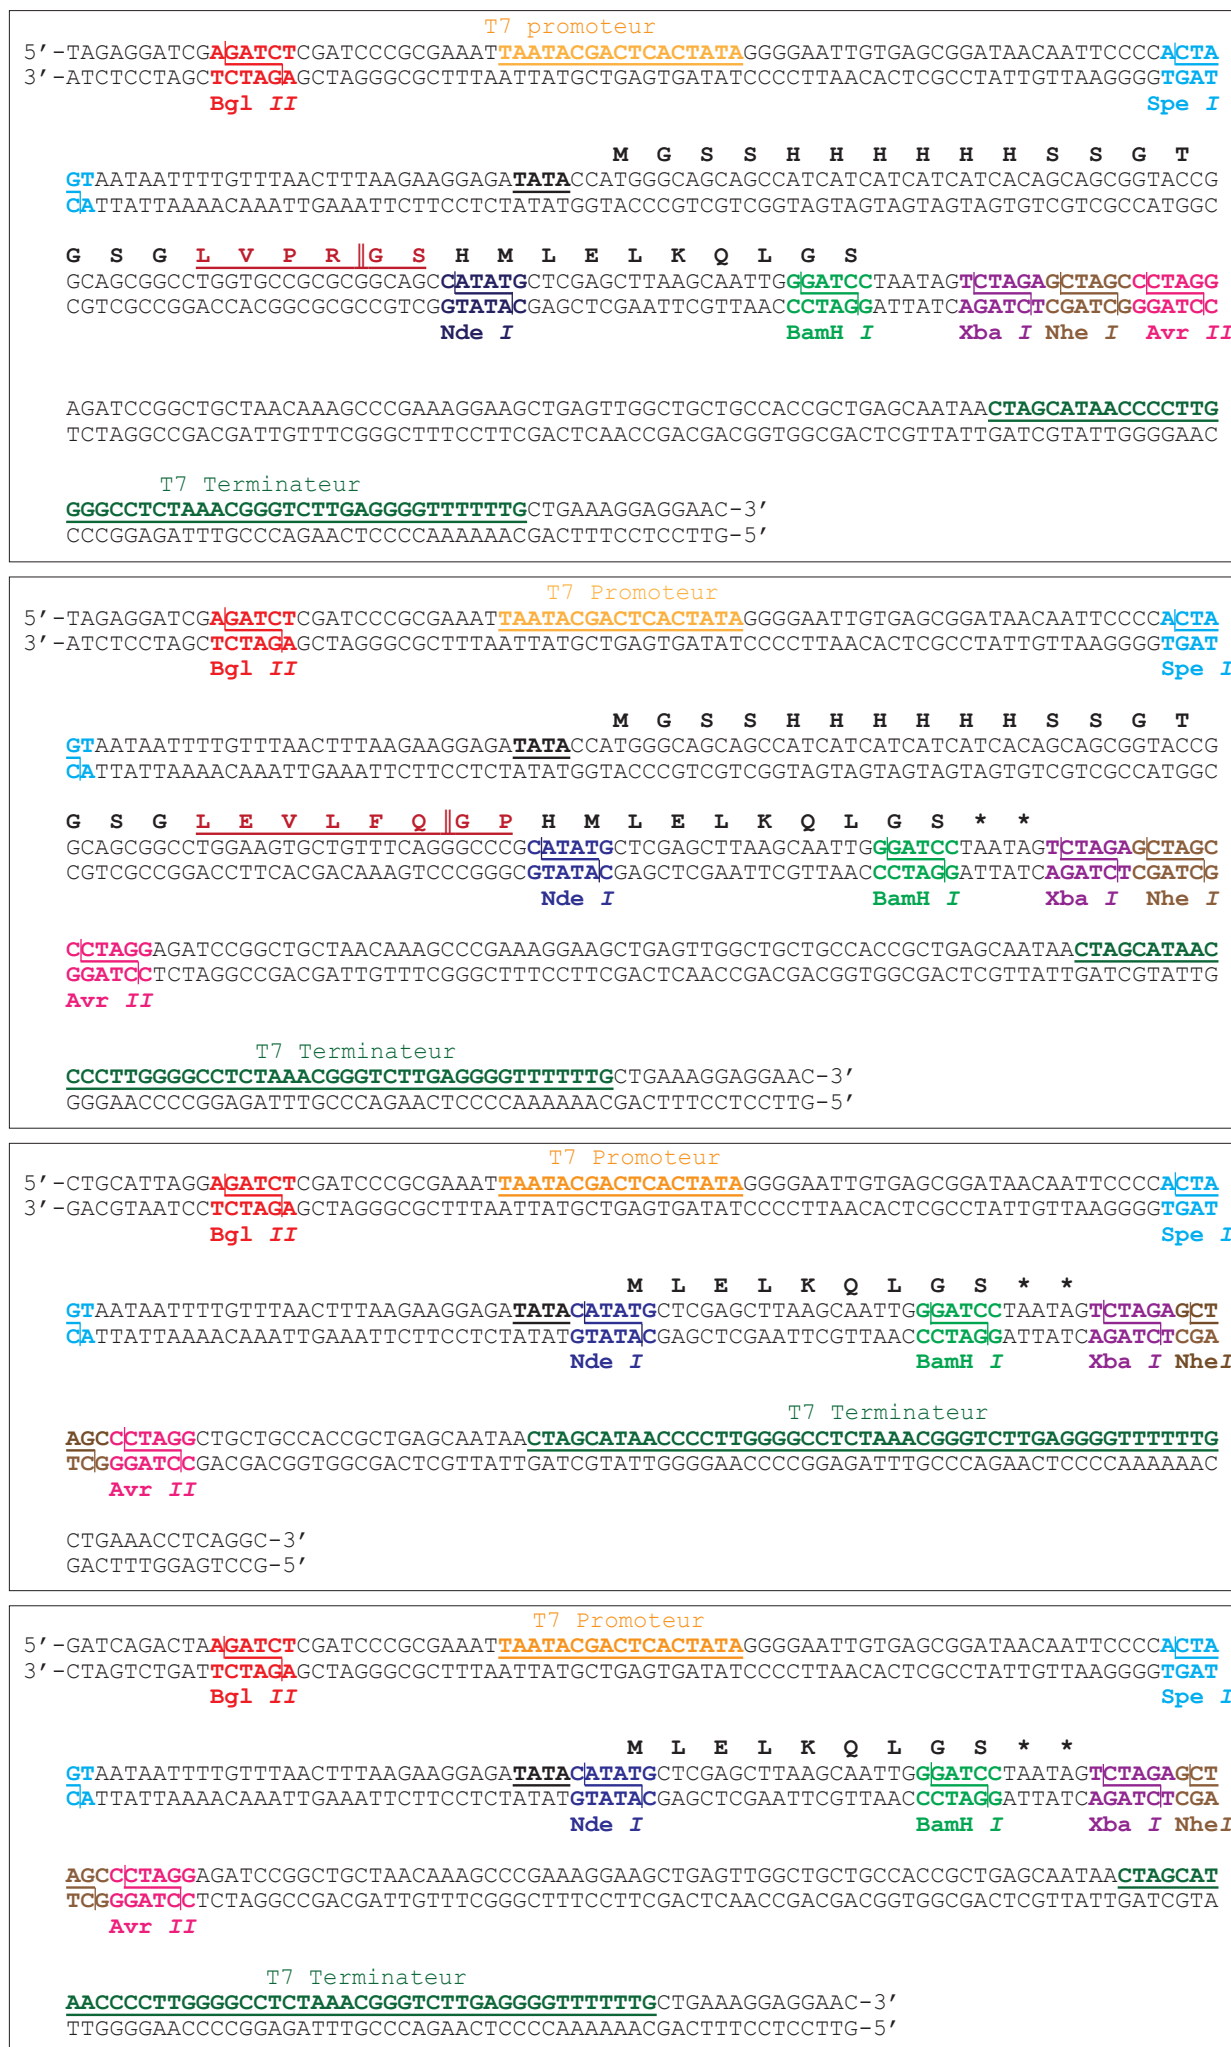 T7 promoteur
5′-TAGAGGATCGAGATCTCGATCCCGCGAAATTAATACGACTCACTATAGGGGAATTGTGAGCGGATAACAATTCCCCACTA
3′-ATCTCCTAGCTCTAGAGCTAGGGCGCTTTAATTATGCTGAGTGATATCCCCTTAACACTCGCCTATTGTTAAGGGGTGAT
Bgl II Spe I
M G S S H H H H H H S S G T
GTAATAATTTTGTTTAACTTTAAGAAGGAGATATACCATGGGCAGCAGCCATCATCATCATCATCACAGCAGCGGTACCG
CATTATTAAAACAAATTGAAATTCTTCCTCTATATGGTACCCGTCGTCGGTAGTAGTAGTAGTAGTGTCGTCGCCATGGC
G S G L V P R ‖ G S H M L E L K Q L G S
GCAGCGGCCTGGTGCCGCGCGGCAGCCATATGCTCGAGCTTAAGCAATTGGGATCCTAATAGTCTAGAGCTAGCCCTAGG
CGTCGCCGGACCACGGCGCGCCGTCGGTATACGAGCTCGAATTCGTTAACCCTAGGATTATCAGATCTCGATCGGGATCC
Nde I BamH I Xba I Nhe I Avr II
AGATCCGGCTGCTAACAAAGCCCGAAAGGAAGCTGAGTTGGCTGCTGCCACCGCTGAGCAATAACTAGCATAACCCCTTG
TCTAGGCCGACGATTGTTTCGGGCTTTCCTTCGACTCAACCGACGACGGTGGCGACTCGTTATTGATCGTATTGGGGAAC
T7 Terminateur
GGGCCTCTAAACGGGTCTTGAGGGGTTTTTTGCTGAAAGGAGGAAC-3′
CCCGGAGATTTGCCCAGAACTCCCCAAAAAACGACTTTCCTCCTTG-5′
T7 Promoteur
5′-TAGAGGATCGAGATCTCGATCCCGCGAAATTAATACGACTCACTATAGGGGAATTGTGAGCGGATAACAATTCCCCACTA
3′-ATCTCCTAGCTCTAGAGCTAGGGCGCTTTAATTATGCTGAGTGATATCCCCTTAACACTCGCCTATTGTTAAGGGGTGAT
Bgl II Spe I
M G S S H H H H H H S S G T
GTAATAATTTTGTTTAACTTTAAGAAGGAGATATACCATGGGCAGCAGCCATCATCATCATCATCACAGCAGCGGTACCG
CATTATTAAAACAAATTGAAATTCTTCCTCTATATGGTACCCGTCGTCGGTAGTAGTAGTAGTAGTGTCGTCGCCATGGC
G S G L E V L F Q ‖ G P H M L E L K Q L G S * *
GCAGCGGCCTGGAAGTGCTGTTTCAGGGCCCGCATATGCTCGAGCTTAAGCAATTGGGATCCTAATAGTCTAGAGCTAGC
CGTCGCCGGACCTTCACGACAAAGTCCCGGGCGTATACGAGCTCGAATTCGTTAACCCTAGGATTATCAGATCTCGATCG
Nde I BamH I Xba I Nhe I
CCTAGGAGATCCGGCTGCTAACAAAGCCCGAAAGGAAGCTGAGTTGGCTGCTGCCACCGCTGAGCAATAACTAGCATAAC
GGATCCTCTAGGCCGACGATTGTTTCGGGCTTTCCTTCGACTCAACCGACGACGGTGGCGACTCGTTATTGATCGTATTG
Avr II
T7 Terminateur
CCCTTGGGGCCTCTAAACGGGTCTTGAGGGGTTTTTTGCTGAAAGGAGGAAC-3′
GGGAACCCCGGAGATTTGCCCAGAACTCCCCAAAAAACGACTTTCCTCCTTG-5′
T7 Promoteur
5′-CTGCATTAGGAGATCTCGATCCCGCGAAATTAATACGACTCACTATAGGGGAATTGTGAGCGGATAACAATTCCCCACTA
3′-GACGTAATCCTCTAGAGCTAGGGCGCTTTAATTATGCTGAGTGATATCCCCTTAACACTCGCCTATTGTTAAGGGGTGAT
Bgl II Spe I
M L E L K Q L G S * *
GTAATAATTTTGTTTAACTTTAAGAAGGAGATATACATATGCTCGAGCTTAAGCAATTGGGATCCTAATAGTCTAGAGCT
CATTATTAAAACAAATTGAAATTCTTCCTCTATATGTATACGAGCTCGAATTCGTTAACCCTAGGATTATCAGATCTCGA
Nde I BamH I Xba I NheI
T7 Terminateur
AGCCCTAGGCTGCTGCCACCGCTGAGCAATAACTAGCATAACCCCTTGGGGCCTCTAAACGGGTCTTGAGGGGTTTTTTG
TCGGGATCCGACGACGGTGGCGACTCGTTATTGATCGTATTGGGGAACCCCGGAGATTTGCCCAGAACTCCCCAAAAAAC
Avr II
CTGAAACCTCAGGC-3′
GACTTTGGAGTCCG-5′
T7 Promoteur
5′-GATCAGACTAAGATCTCGATCCCGCGAAATTAATACGACTCACTATAGGGGAATTGTGAGCGGATAACAATTCCCCACTA
3′-CTAGTCTGATTCTAGAGCTAGGGCGCTTTAATTATGCTGAGTGATATCCCCTTAACACTCGCCTATTGTTAAGGGGTGAT
Bgl II Spe I
M L E L K Q L G S * *
GTAATAATTTTGTTTAACTTTAAGAAGGAGATATACATATGCTCGAGCTTAAGCAATTGGGATCCTAATAGTCTAGAGCT
CATTATTAAAACAAATTGAAATTCTTCCTCTATATGTATACGAGCTCGAATTCGTTAACCCTAGGATTATCAGATCTCGA
Nde I BamH I Xba I NheI
AGCCCTAGGAGATCCGGCTGCTAACAAAGCCCGAAAGGAAGCTGAGTTGGCTGCTGCCACCGCTGAGCAATAACTAGCAT
TCGGGATCCTCTAGGCCGACGATTGTTTCGGGCTTTCCTTCGACTCAACCGACGACGGTGGCGACTCGTTATTGATCGTA
Avr II
T7 Terminateur
AACCCCTTGGGGCCTCTAAACGGGTCTTGAGGGGTTTTTTGCTGAAAGGAGGAAC-3′
TTGGGGAACCCCGGAGATTTGCCCAGAACTCCCCAAAAAACGACTTTCCTCCTTG-5′